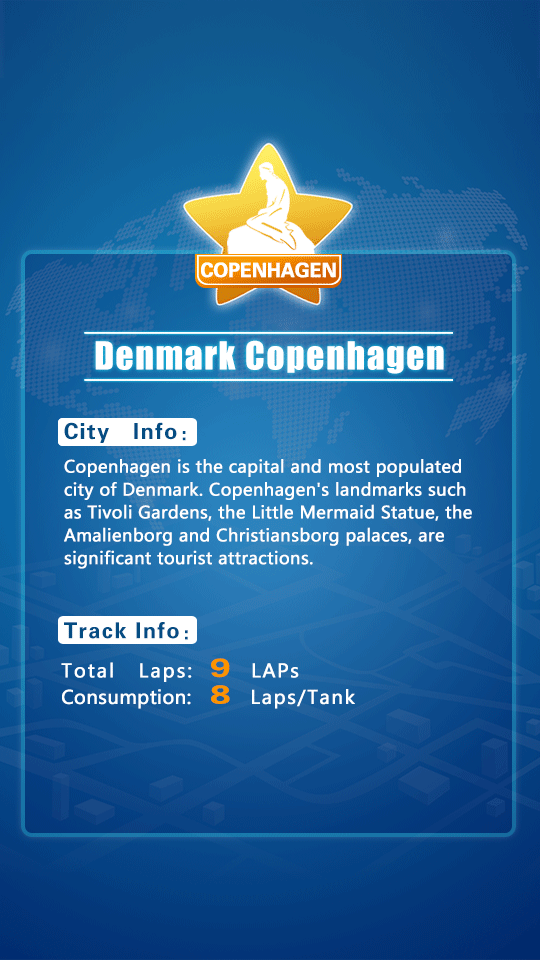 COPENHAGEN
Denmark Copenhagen
City Info:
Copenhagen is the capital and most populated
city of Denmark. Copenhagen's landmarks such
as Tivoli Gardens, the Little Mermaid Statue, the
Amalienborg and Christiansborg palaces, are
significant tourist attractions.
Track Info:
Total Laps: 9 LAPs
Consumption: 8 Laps/Tank